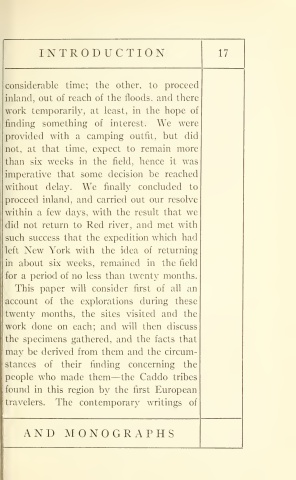 INTRODUCTION 17
considerable time; the other, to proceed
inland, out of reach of the floods, and there
work temporarily, at least, in the hope of
finding something of interest. We were
provided with a camping outfit, but did
not, at that time, expect to remain more
than six weeks in the field, hence it was
imperative that some decision be reached
without delay. We finally concluded to
proceed inland, and carried out our resolve
within a few days, with the result that we
did not return to Red river, and met with
such success that the expedition which had
left New York with the idea of returning
in about six weeks, remained in the field
for a period of no less than twenty months.
This paper will consider first of all an
account of the explorations during these
twenty months, the sites visited and the
work done on each; and will then discuss
the specimens gathered, and the facts that
may be derived from them and the circum-
stances of their finding concerning the
people who made them—the Caddo tribes
found in this region by the first European
travelers. The contemporary writings of
AND MONOGRAPHS